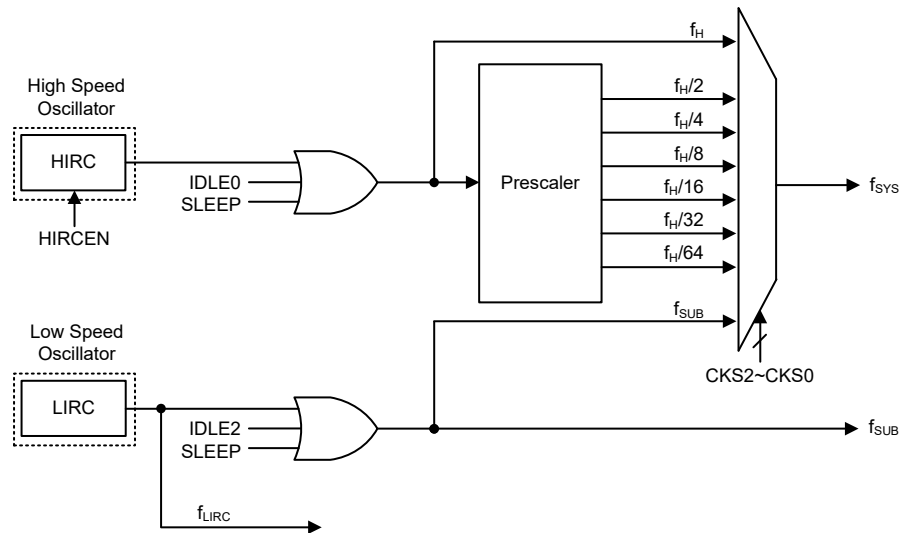 High Speed
Oscillator
HIRC
HIRCEN
IDLE0
SLEEP
fH
Prescaler
fH/2
fH/4
fH/8
fH/16
fH/32
fH/64
fSUB
fSYS
CKS2~CKS0
Low Speed
Oscillator
LIRC
IDLE2
SLEEP
fSUB
fLIRC